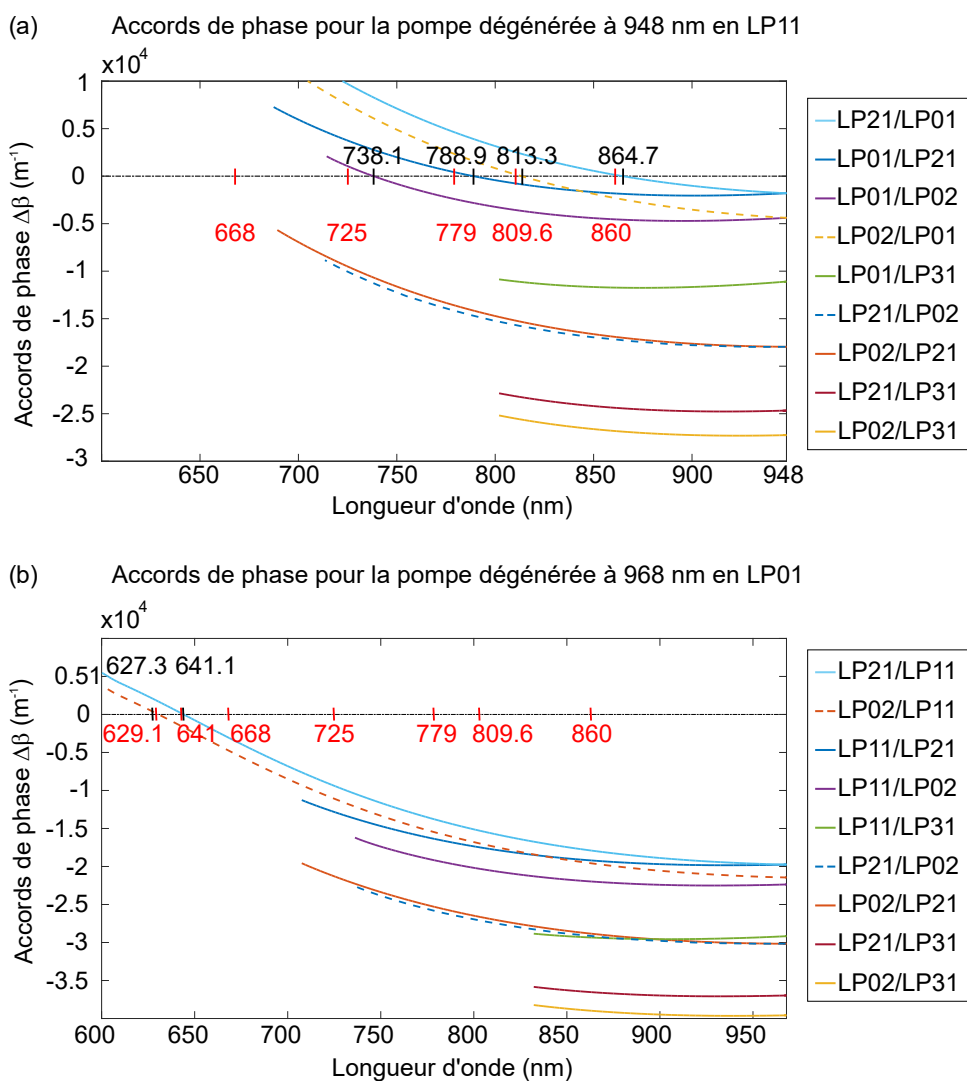 (a) Accords de phase pour la pompe dégénérée à 948 nm en LP11
x10⁴
1
0.5
0
-0.5
-1
-1.5
-2
-2.5
-3
Accords de phase Δβ (m⁻¹)
738.1 788.9 813.3 864.7
668 725 779 809.6 860
650 700 750 800 850 900 948
Longueur d'onde (nm)
LP21/LP01
LP01/LP21
LP01/LP02
LP02/LP01
LP01/LP31
LP21/LP02
LP02/LP21
LP21/LP31
LP02/LP31
(b) Accords de phase pour la pompe dégénérée à 968 nm en LP01
x10⁴
0.51
0
-0.5
-1
-1.5
-2
-2.5
-3
-3.5
Accords de phase Δβ (m⁻¹)
627.3 641.1
629.1 641 668 725 779 809.6 860
600 650 700 750 800 850 900 950
Longueur d'onde (nm)
LP21/LP11
LP02/LP11
LP11/LP21
LP11/LP02
LP11/LP31
LP21/LP02
LP02/LP21
LP21/LP31
LP02/LP31